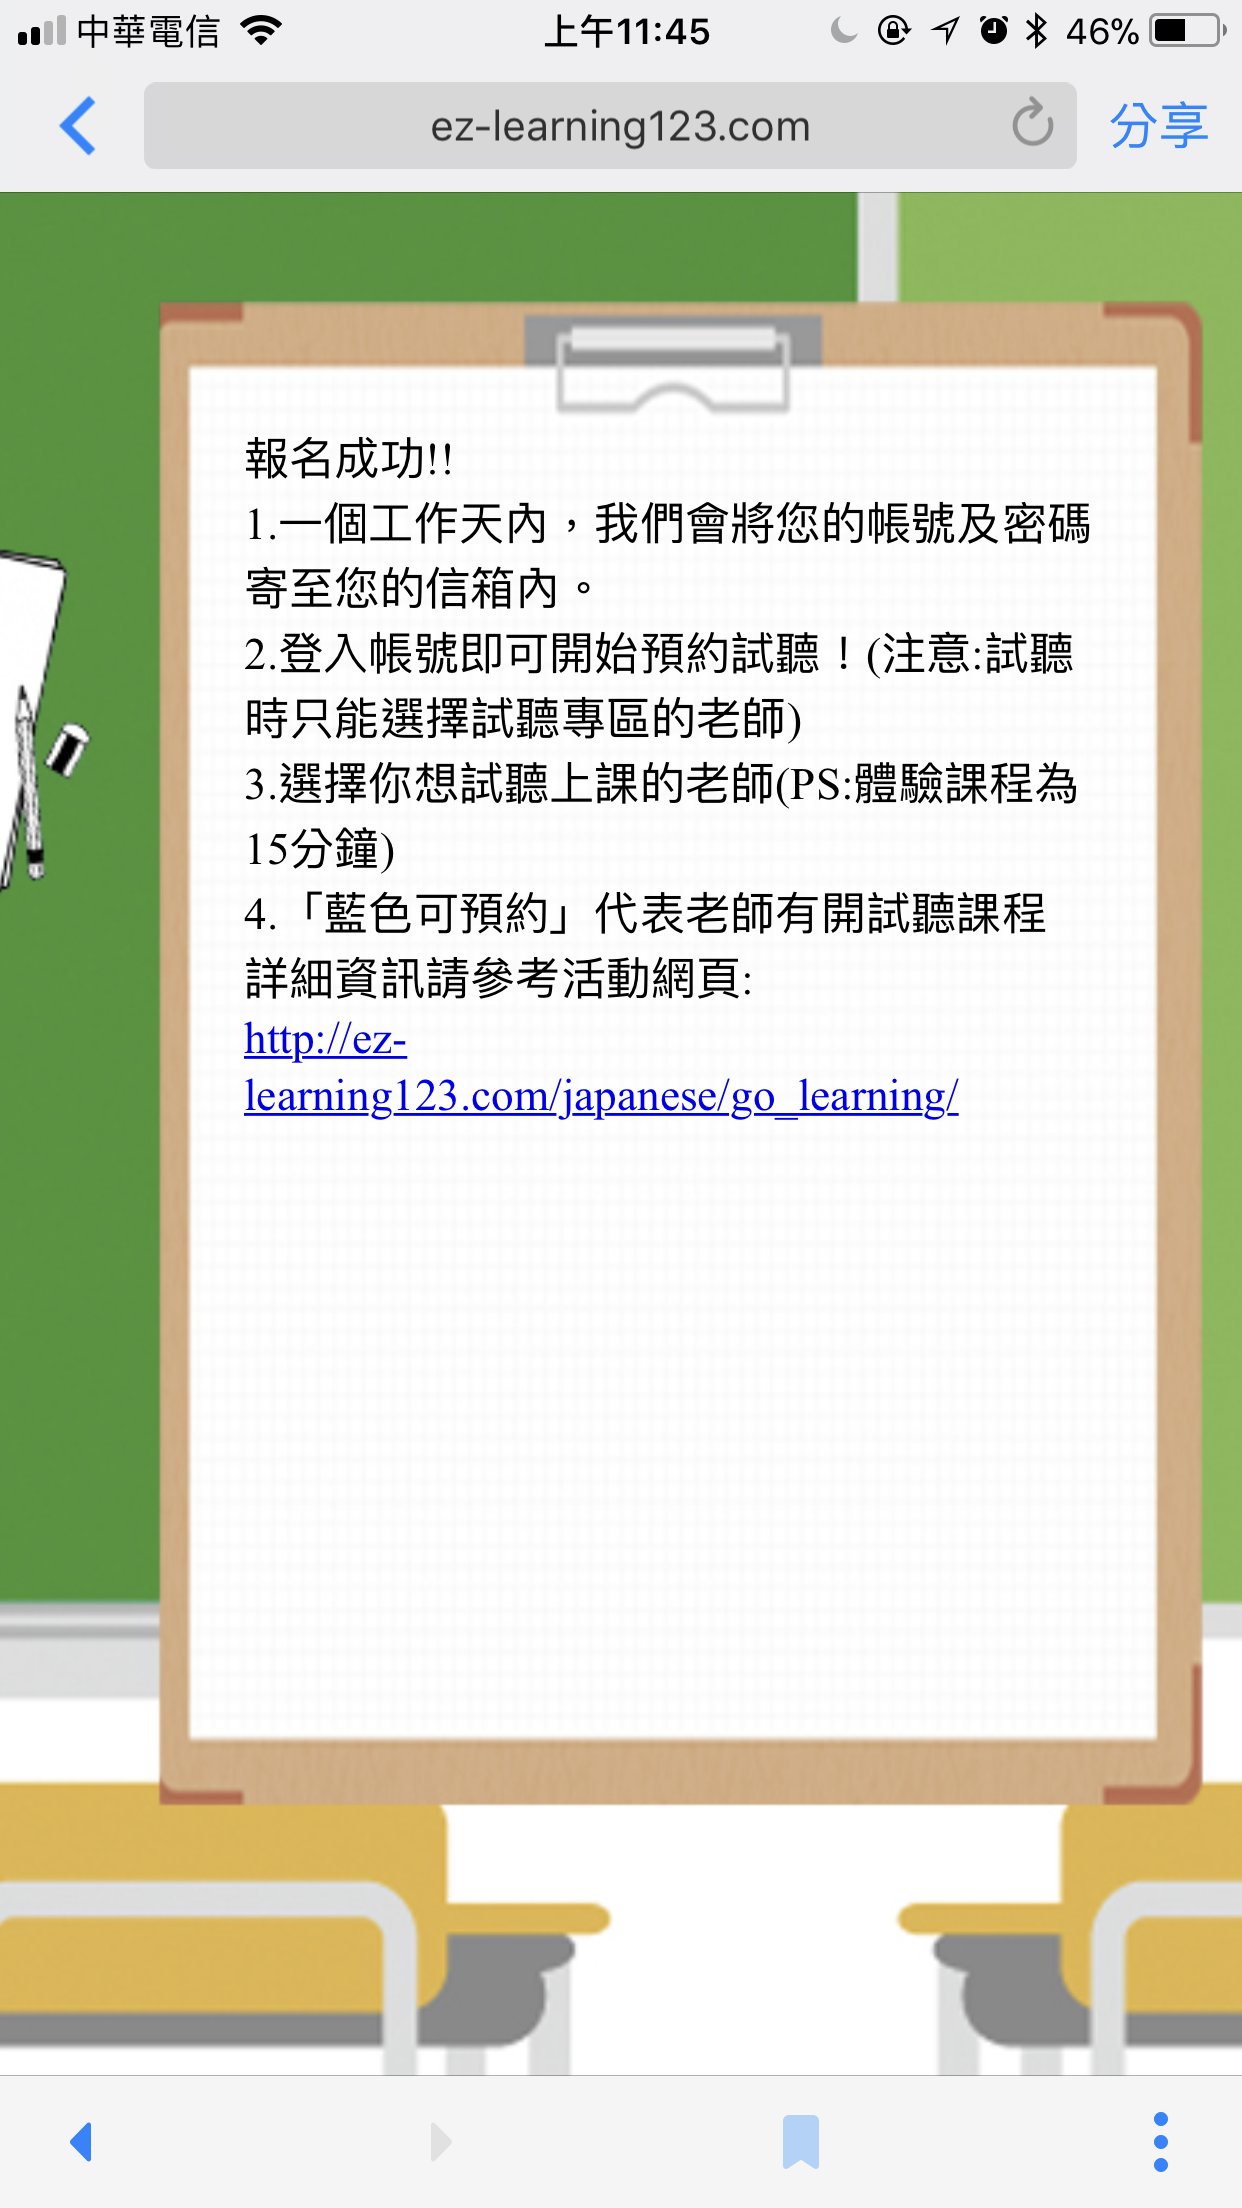 中華電信
上午11:45
46%
ez-learning123.com
分享
報名成功!!
1.一個工作天內，我們會將您的帳號及密碼
寄至您的信箱內。
2.登入帳號即可開始預約試聽！(注意:試聽
時只能選擇試聽專區的老師)
3.選擇你想試聽上課的老師(PS:體驗課程為
15分鐘)
4.「藍色可預約」代表老師有開試聽課程
詳細資訊請參考活動網頁:
http://ez-
learning123.com/japanese/go_learning/